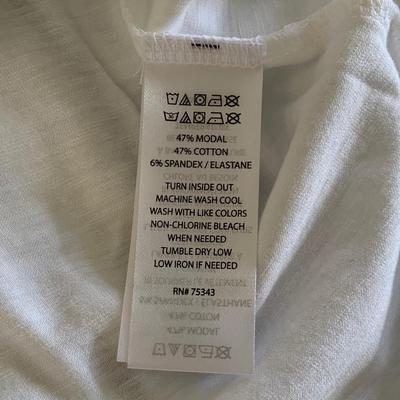 47% MODAL
47% COTTON
6% SPANDEX / ELASTANE
TURN INSIDE OUT
MACHINE WASH COOL
WASH WITH LIKE COLORS
NON-CHLORINE BLEACH
WHEN NEEDED
TUMBLE DRY LOW
LOW IRON IF NEEDED
RN# 75343